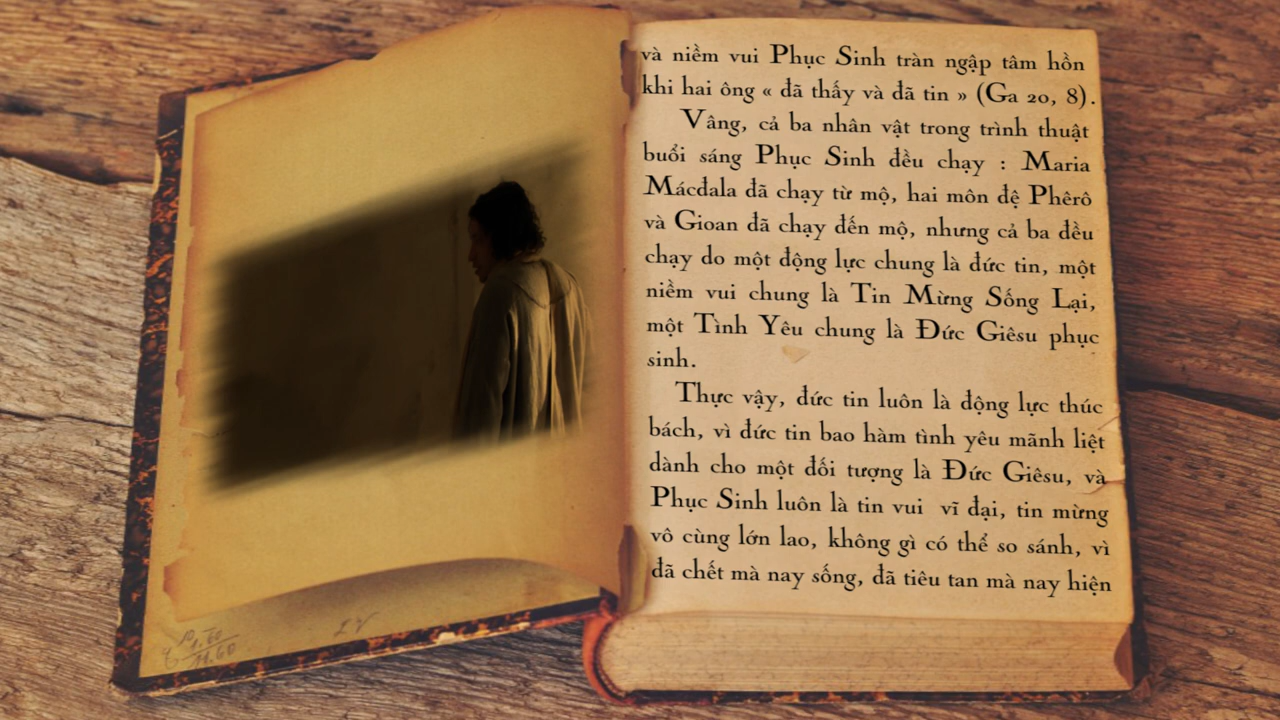 và niềm vui Phục Sinh tràn ngập tâm hồn
khi hai ông « đã thấy và đã tin » (Ga 20, 8).
Vâng, cả ba nhân vật trong trình thuật
buổi sáng Phục Sinh đều chạy : Maria
Mácđala đã chạy từ mộ, hai môn đệ Phêrô
và Gioan đã chạy đến mộ, nhưng cả ba đều
chạy do một động lực chung là đức tin, một
niềm vui chung là Tin Mừng Sống Lại,
một Tình Yêu chung là Đức Giêsu phục
sinh.
Thực vậy, đức tin luôn là động lực thúc
bách, vì đức tin bao hàm tình yêu mãnh liệt
dành cho một đối tượng là Đức Giêsu, và
Phục Sinh luôn là tin vui vĩ đại, tin mừng
vô cùng lớn lao, không gì có thể so sánh, vì
đã chết mà nay sống, đã tiêu tan mà nay hiện